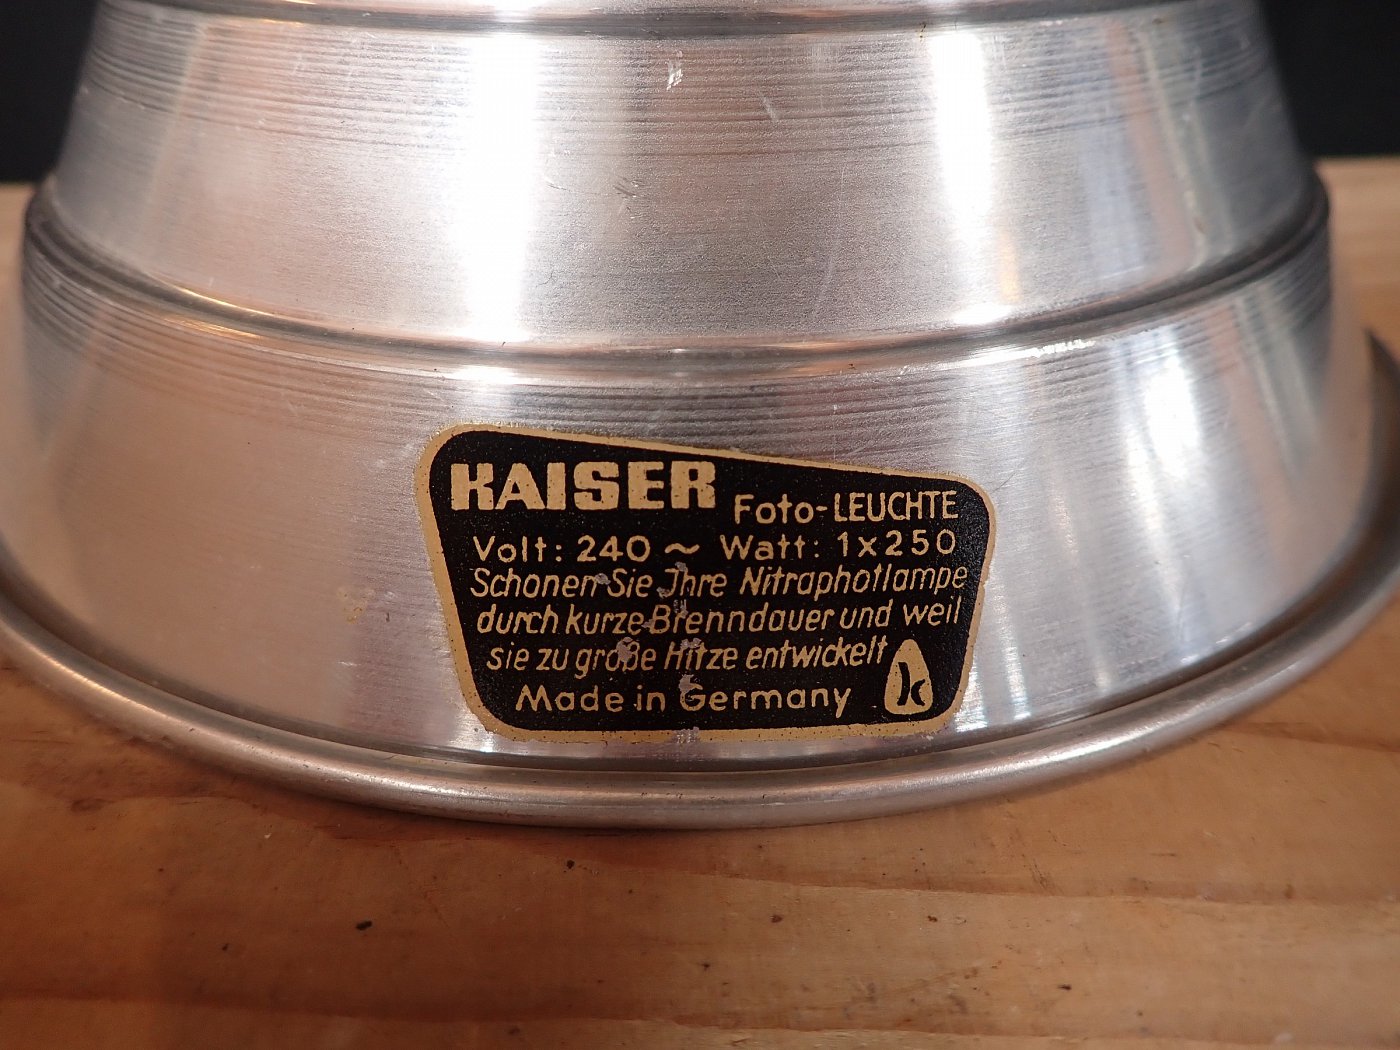 KAISER Foto-LEUCHTE
Volt: 240 ~ Watt: 1x250
Schonen Sie Jhre Nitraphotlampe
durch kurze Brenndauer und weil
sie zu große Hitze entwickelt
Made in Germany
k